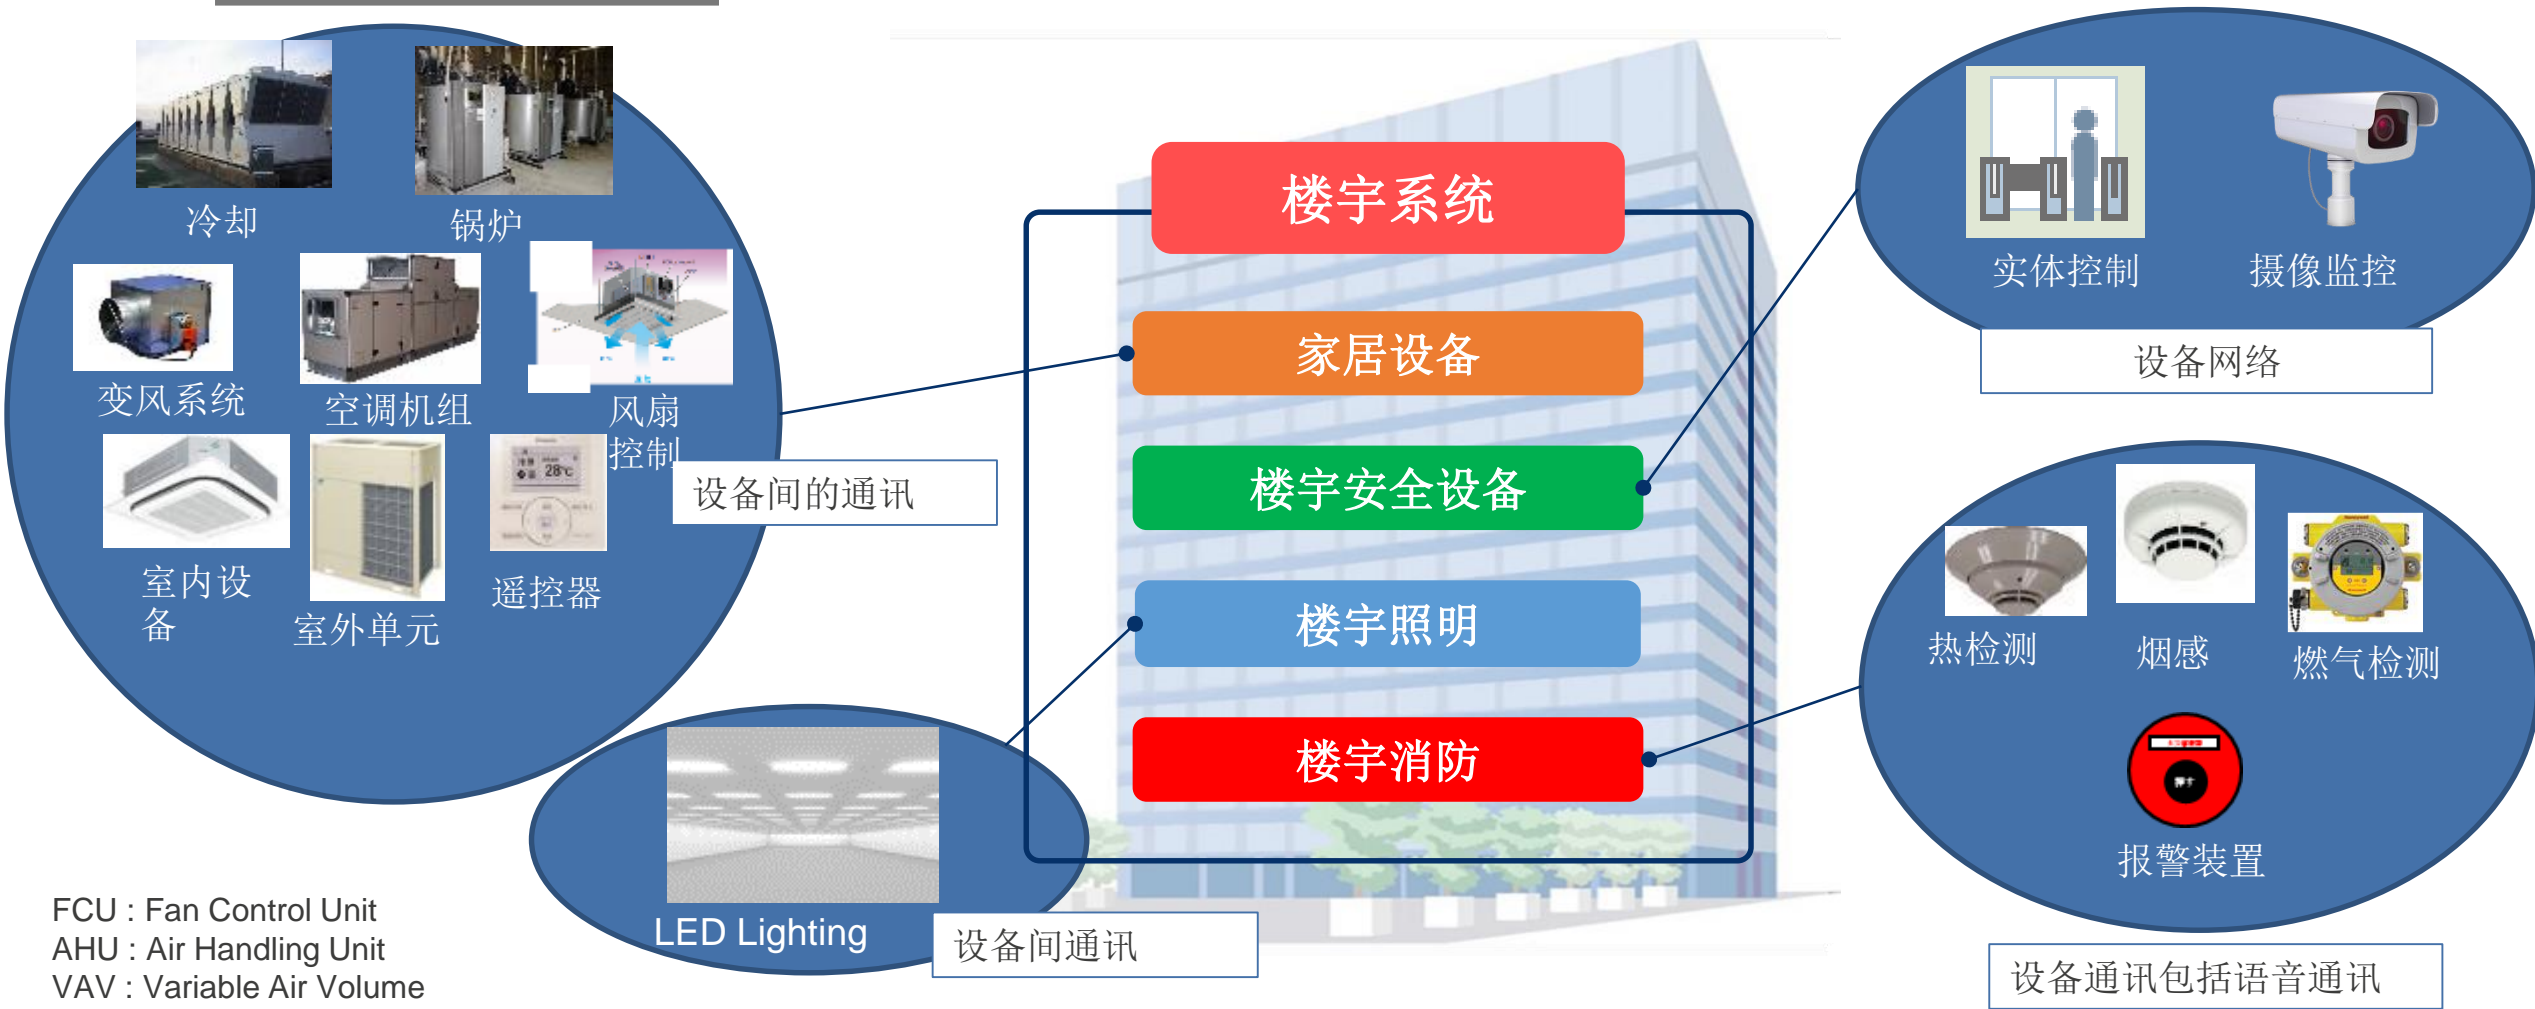 冷却
锅炉
变风系统
空调机组
风扇
控制
室内设
备
室外单元
遥控器
28℃
设备间的通讯
楼宇系统
家居设备
楼宇安全设备
楼宇照明
楼宇消防
实体控制
摄像监控
设备网络
热检测
烟感
燃气检测
报警装置
设备通讯包括语音通讯
LED Lighting
设备间通讯
FCU : Fan Control Unit
AHU : Air Handling Unit
VAV : Variable Air Volume